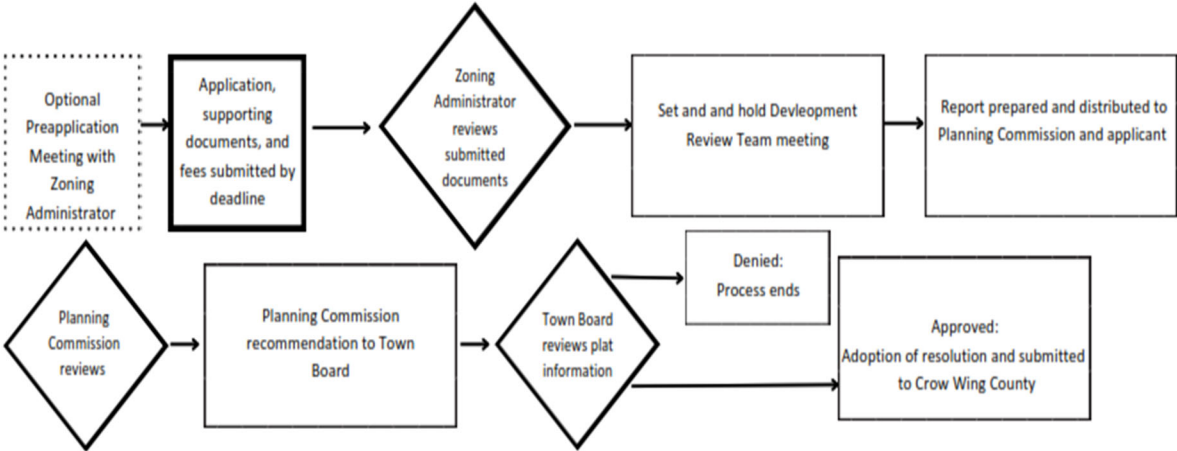 Optional
Preapplication
Meeting with
Zoning
Administrator
Application,
supporting
documents, and
fees submitted by
deadline
Zoning
Administrator
reviews
submitted
documents
Set and and hold Devleopment
Review Team meeting
Report prepared and distributed to
Planning Commission and applicant
Planning
Commission
reviews
Planning Commission
recommendation to Town
Board
Town Board
reviews plat
information
Denied:
Process ends
Approved:
Adoption of resolution and submitted
to Crow Wing County